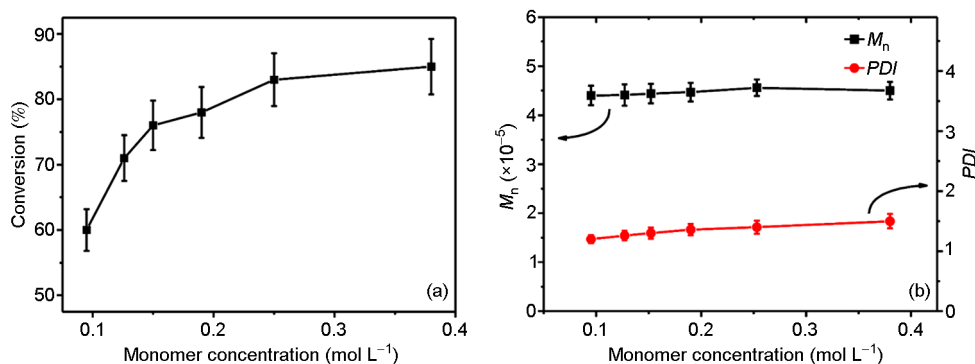 90
80
70
60
50
Conversion (%)
0.1 0.2 0.3 0.4
Monomer concentration (mol L⁻¹)
(a)
6
5
4
3
2
1
0
Mₙ (×10⁻⁵)
Mₙ
PDI
4
3
2
1
0
PDI
0.1 0.2 0.3 0.4
Monomer concentration (mol L⁻¹)
(b)